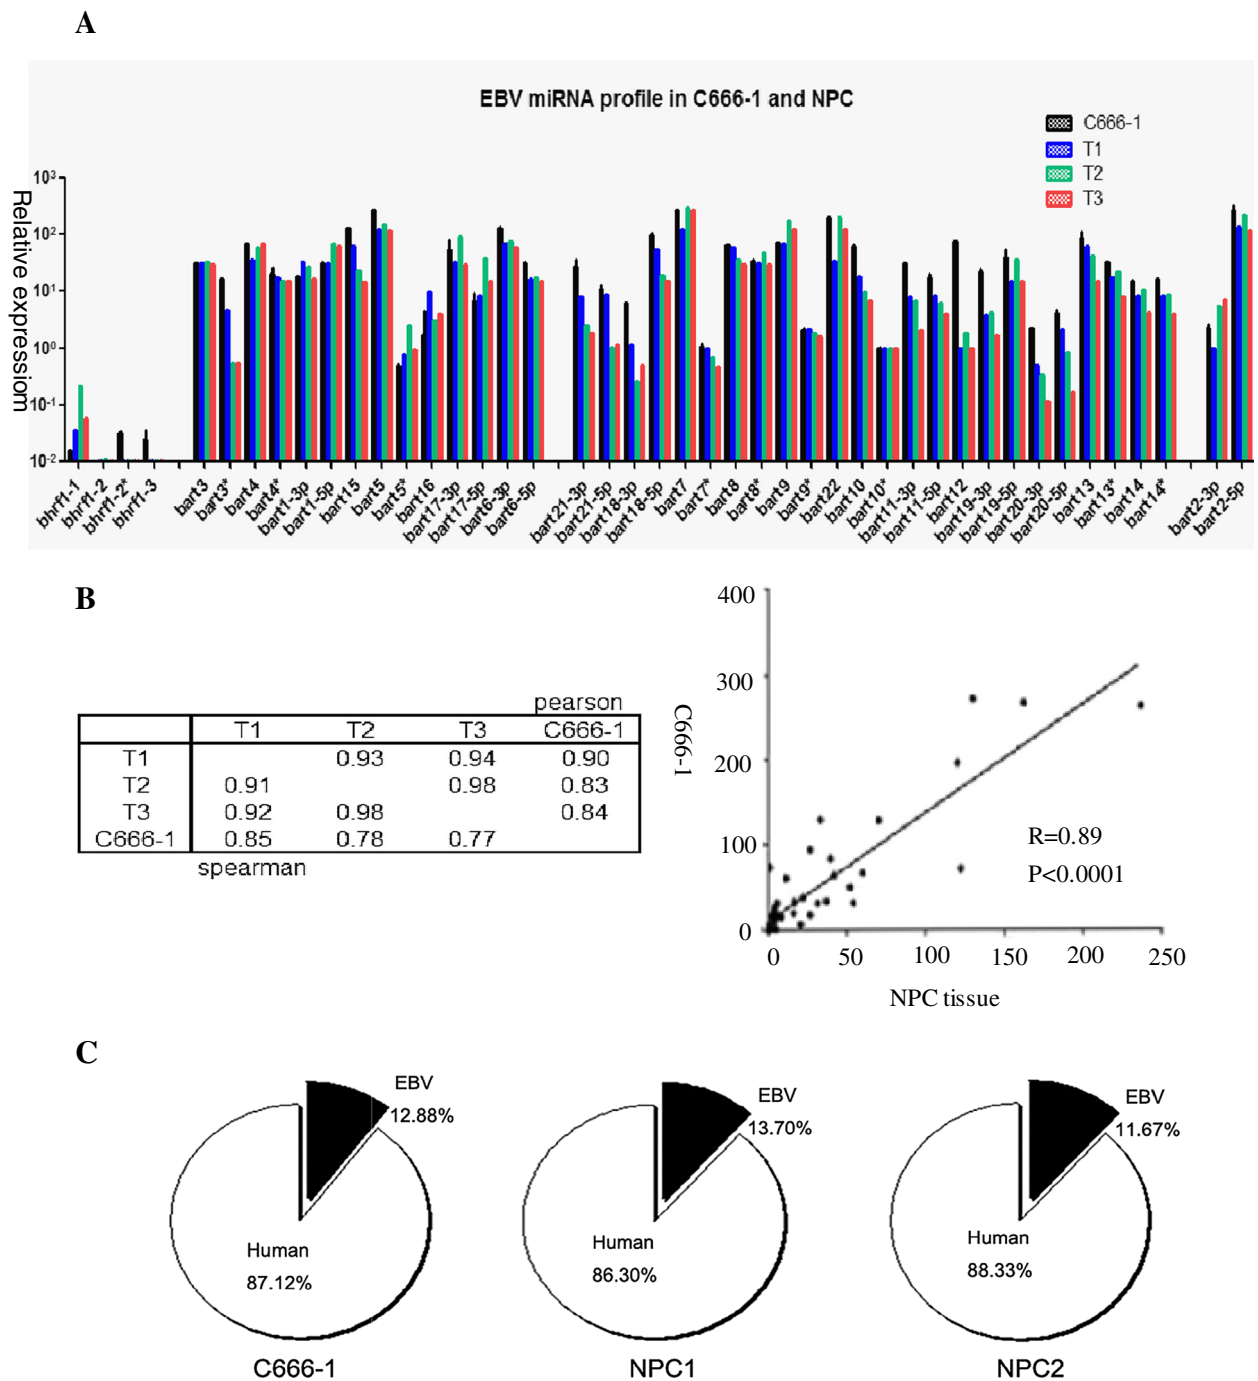 A
EBV miRNA profile in C666-1 and NPC
C666-1
T1
T2
T3
Relative expressiom
10³
10²
10¹
10⁰
10⁻¹
10⁻²
bhrf1-1
bhrf1-2
bhrf1-2*
bhrf1-3
bart3
bart3*
bart4
bart4*
bart1-3p
bart1-5p
bart15
bart5
bart5*
bart16
bart17-3p
bart17-5p
bart6-3p
bart6-5p
bart21-3p
bart21-5p
bart18-3p
bart18-5p
bart7
bart7*
bart8
bart8*
bart9
bart9*
bart22
bart10
bart10*
bart11-3p
bart11-5p
bart12
bart19-3p
bart19-5p
bart20-3p
bart20-5p
bart13
bart13*
bart14
bart14*
bart2-3p
bart2-5p
B
pearson
T1 T2 T3 C666-1
T1 0.93 0.94 0.90
T2 0.91 0.98 0.83
T3 0.92 0.98 0.84
C666-1 0.85 0.78 0.77
spearman
C666-1
400
300
200
100
0
R=0.89
P<0.0001
0 50 100 150 200 250
NPC tissue
C
EBV
12.88%
Human
87.12%
C666-1
EBV
13.70%
Human
86.30%
NPC1
EBV
11.67%
Human
88.33%
NPC2